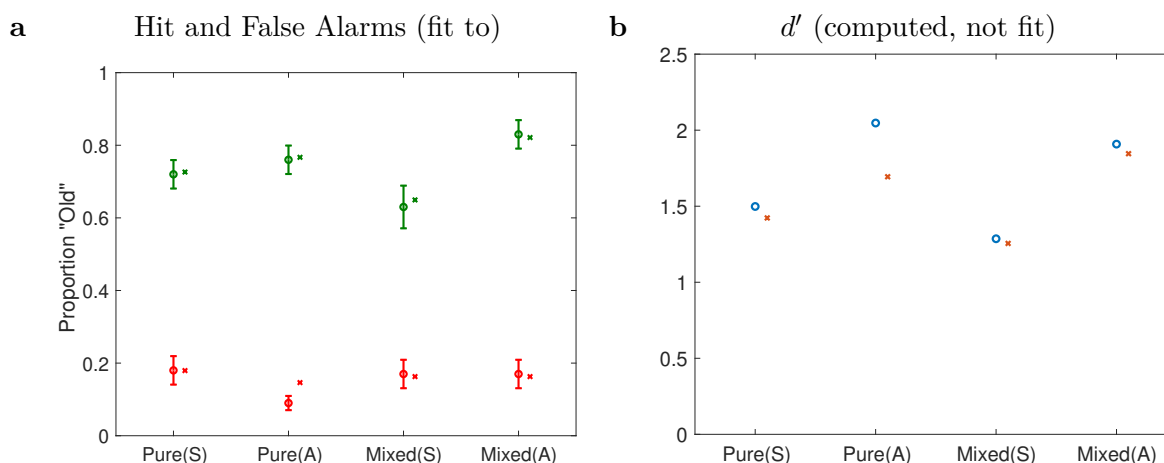 a Hit and False Alarms (fit to)
Proportion "Old"
1
0.8
0.6
0.4
0.2
0
Pure(S) Pure(A) Mixed(S) Mixed(A)
b d′ (computed, not fit)
2.5
2
1.5
1
0.5
0
Pure(S) Pure(A) Mixed(S) Mixed(A)